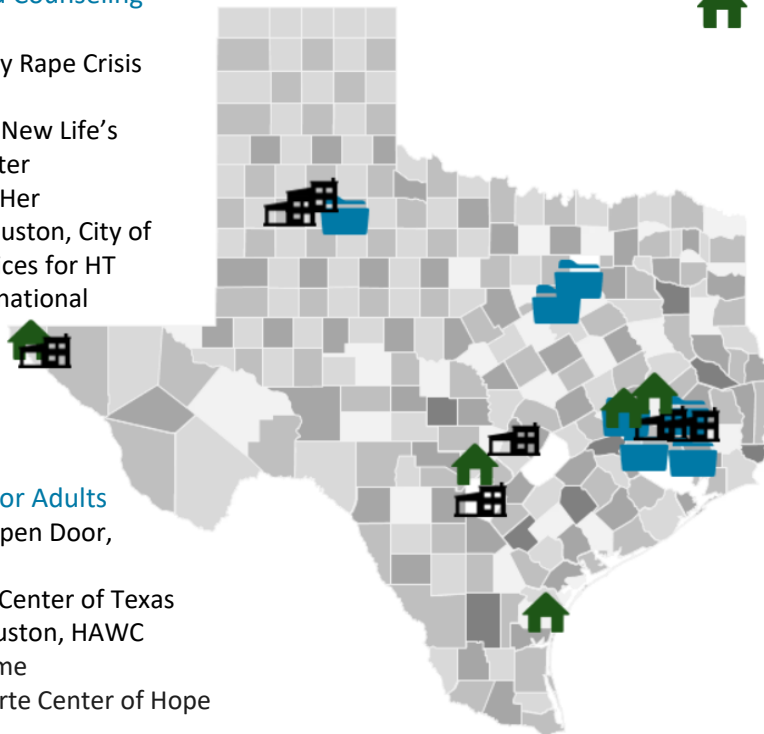 Counseling
y Rape Crisis
New Life's
ter
Her
uston, City of
ices for HT
national
or Adults
pen Door,
Center of Texas
uston, HAWC
me
rte Center of Hope